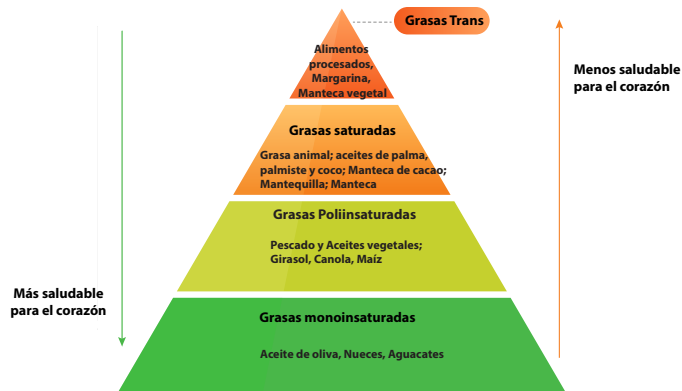 Grasas Trans
Alimentos
procesados,
Margarina,
Manteca vegetal
Menos saludable
para el corazón
Grasas saturadas
Grasa animal; aceites de palma,
palmiste y coco; Manteca de cacao;
Mantequilla; Manteca
Grasas Poliinsaturadas
Pescado y Aceites vegetales;
Girasol, Canola, Maíz
Más saludable
para el corazón
Grasas monoinsaturadas
Aceite de oliva, Nueces, Aguacates